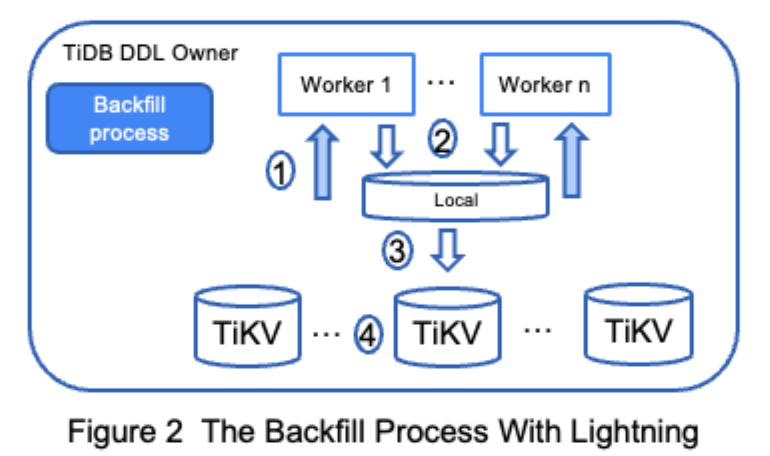 TiDB DDL Owner
Backfill
process
Worker 1
...
Worker n
①
②
Local
③
TiKV
...
④
TiKV
...
TiKV
Figure 2 The Backfill Process With Lightning